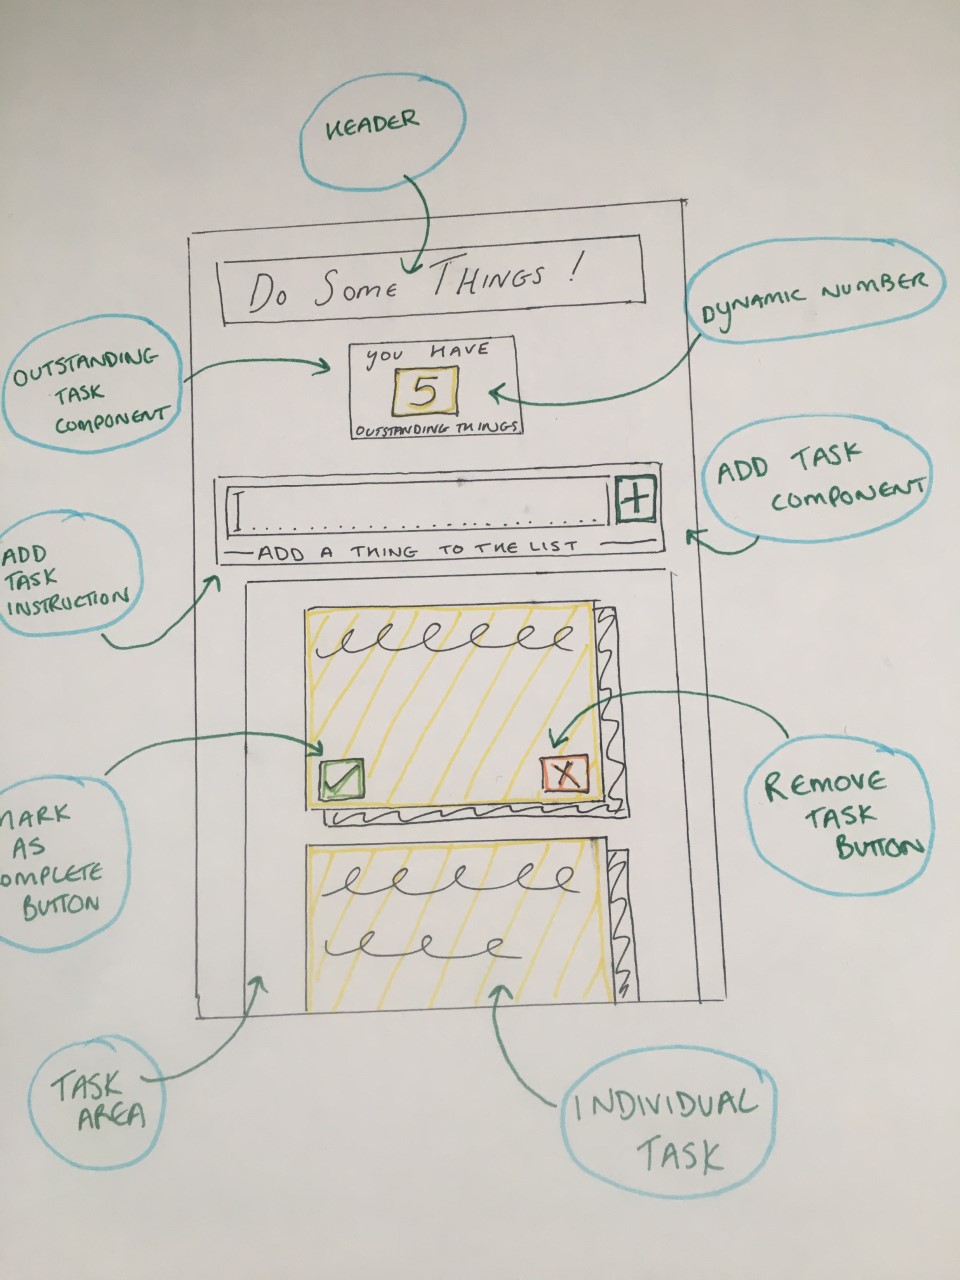 HEADER
DO SOME THINGS!
DYNAMIC NUMBER
OUTSTANDING
TASK
COMPONENT
YOU HAVE
5
OUTSTANDING THINGS
ADD TASK
COMPONENT
+
ADD A THING TO THE LIST
ADD
TASK
INSTRUCTION
X
REMOVE
TASK
BUTTON
MARK
AS
OMPLETE
BUTTON
TASK
AREA
INDIVIDUAL
TASK